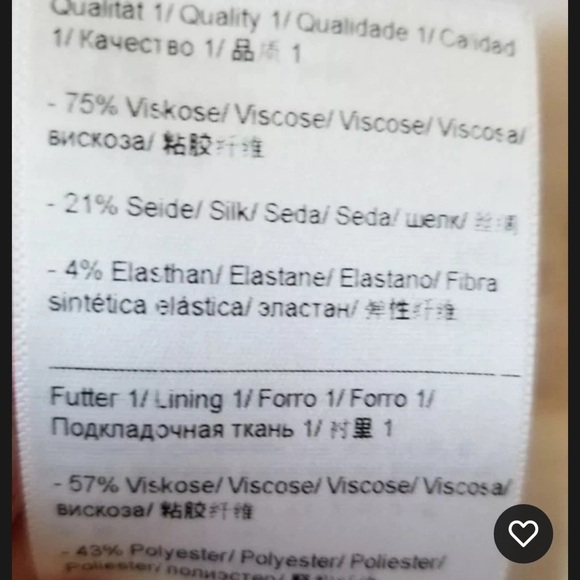 Qualität 1/ Quality 1/ Qualidade 1/ Calidad
1/ Качество 1/ 品质 1
- 75% Viskose/ Viscose/ Viscose/ Viscosa/
вискоза/ 粘胶纤维
- 21% Seide/ Silk/ Seda/ Seda/ шелк/ 丝绸
- 4% Elasthan/ Elastane/ Elastano/ Fibra
sintética elástica/ эластан/ 弹性纤维
Futter 1/ Lining 1/ Forro 1/ Forro 1/
Подкладочная ткань 1/ 衬里 1
- 57% Viskose/ Viscose/ Viscose/ Viscosa/
вискоза/ 粘胶纤维
- 43% Polyester/ Polyester/ Poliester/
Poliéster/ полиэстер/